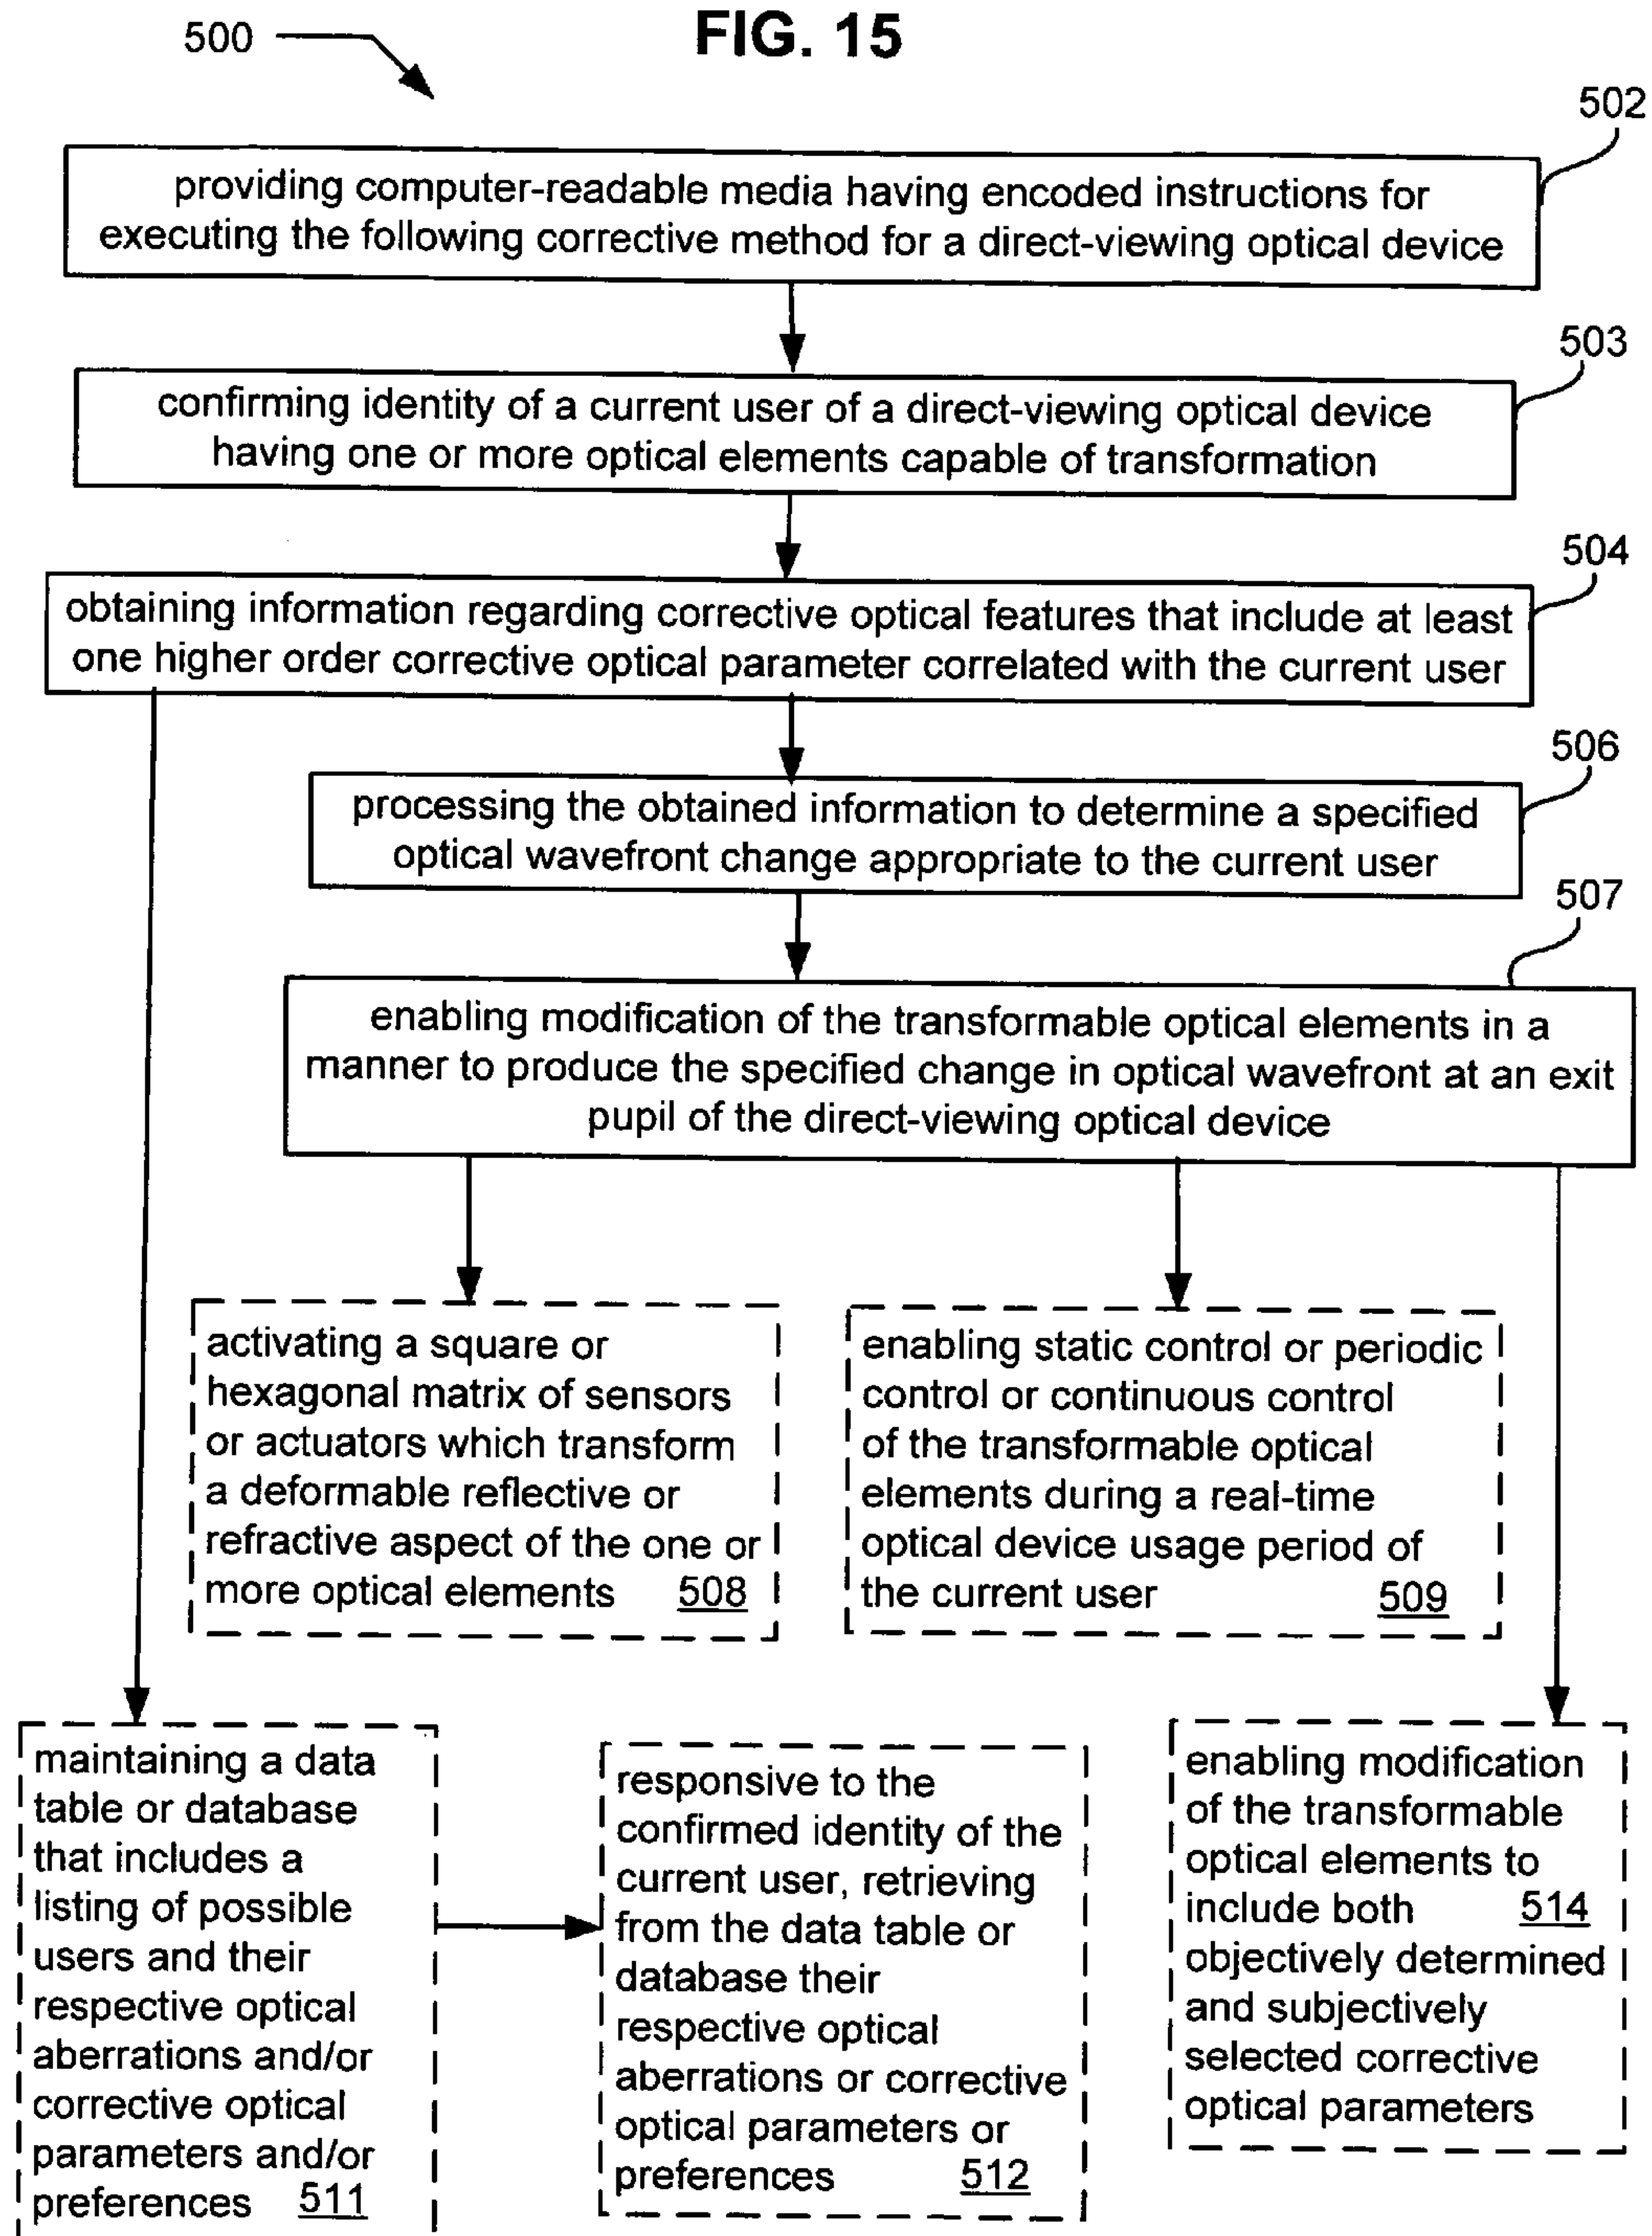 FIG. 15
500
502
providing computer-readable media having encoded instructions for
executing the following corrective method for a direct-viewing optical device
503
confirming identity of a current user of a direct-viewing optical device
having one or more optical elements capable of transformation
504
obtaining information regarding corrective optical features that include at least
one higher order corrective optical parameter correlated with the current user
506
processing the obtained information to determine a specified
optical wavefront change appropriate to the current user
507
enabling modification of the transformable optical elements in a
manner to produce the specified change in optical wavefront at an exit
pupil of the direct-viewing optical device
activating a square or
hexagonal matrix of sensors
or actuators which transform
a deformable reflective or
refractive aspect of the one or
more optical elements 508
enabling static control or periodic
control or continuous control
of the transformable optical
elements during a real-time
optical device usage period of
the current user 509
maintaining a data
table or database
that includes a
listing of possible
users and their
respective optical
aberrations and/or
corrective optical
parameters and/or
preferences 511
responsive to the
confirmed identity of the
current user, retrieving
from the data table or
database their
respective optical
aberrations or corrective
optical parameters or
preferences 512
enabling modification
of the transformable
optical elements to
include both 514
objectively determined
and subjectively
selected corrective
optical parameters